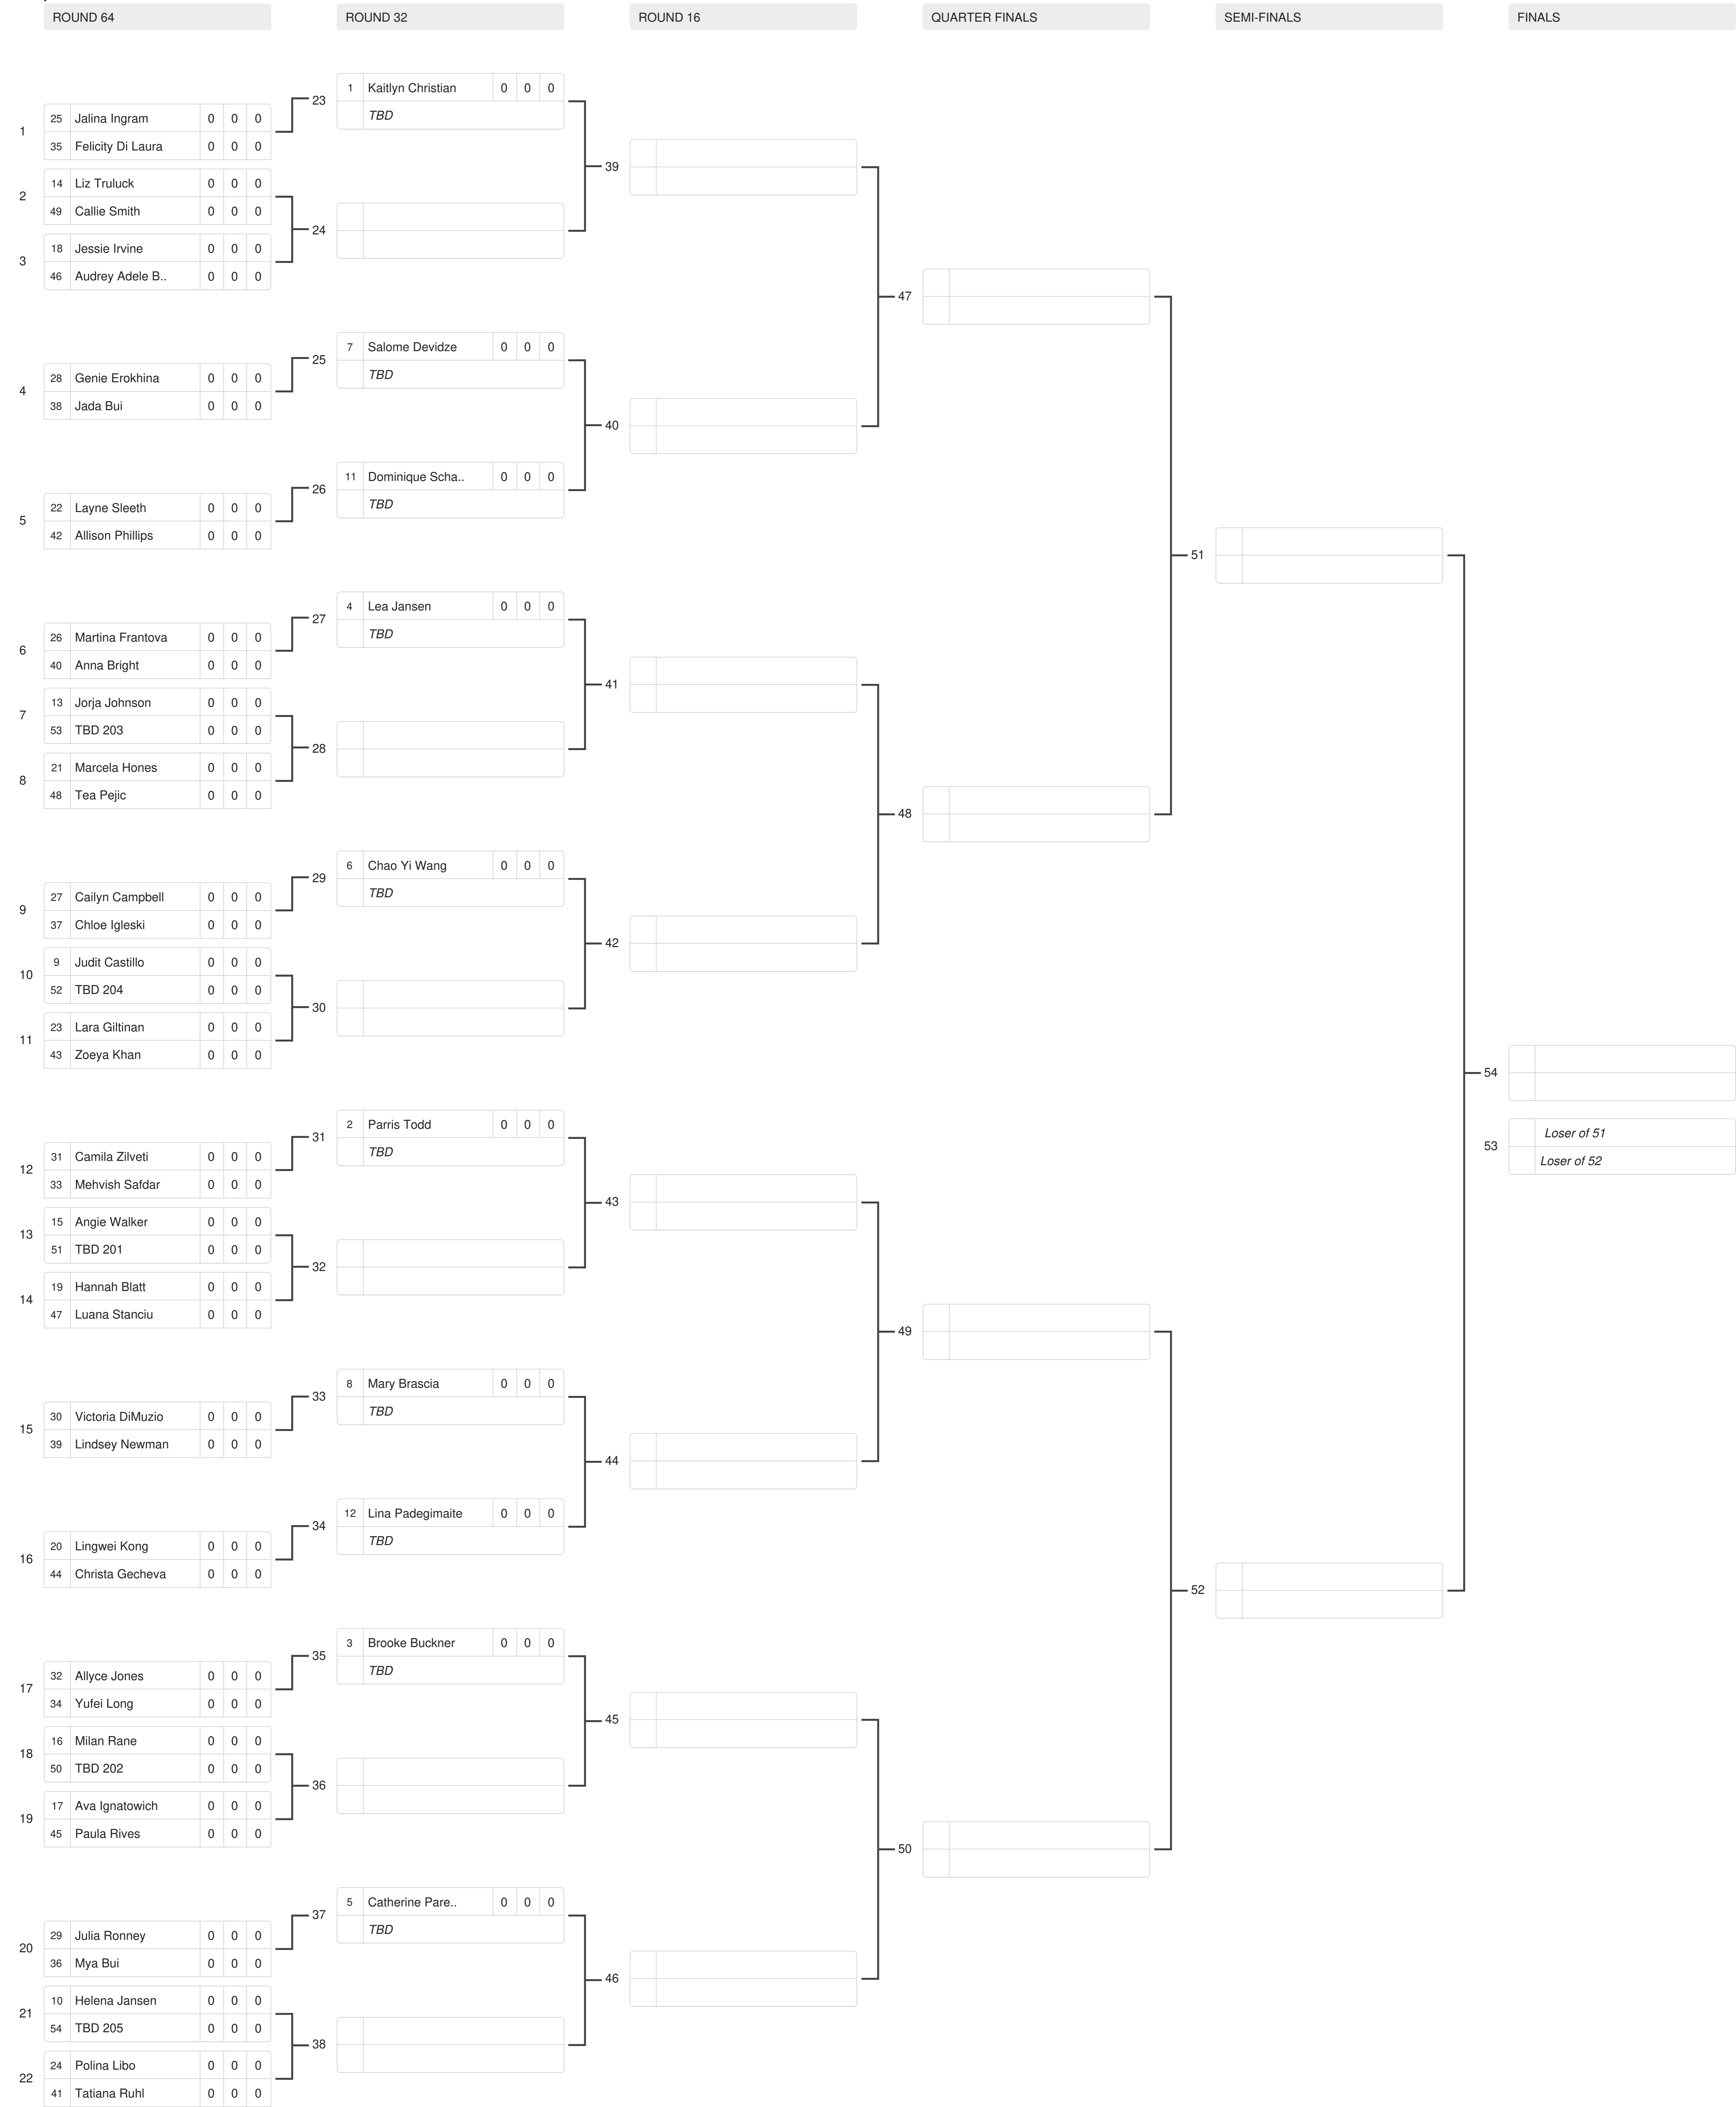 ROUND 64 ROUND 32 ROUND 16 QUARTER FINALS SEMI-FINALS FINALS
23 1 Kaitlyn Christian 0 0 0
TBD
1 25 Jalina Ingram 0 0 0
35 Felicity Di Laura 0 0 0
39
2 14 Liz Truluck 0 0 0
49 Callie Smith 0 0 0
24
3 18 Jessie Irvine 0 0 0
46 Audrey Adele B.. 0 0 0
47
25 7 Salome Devidze 0 0 0
TBD
4 28 Genie Erokhina 0 0 0
38 Jada Bui 0 0 0
40
26 11 Dominique Scha.. 0 0 0
TBD
5 22 Layne Sleeth 0 0 0
42 Allison Phillips 0 0 0
51
27 4 Lea Jansen 0 0 0
TBD
6 26 Martina Frantova 0 0 0
40 Anna Bright 0 0 0
41
7 13 Jorja Johnson 0 0 0
53 TBD 203 0 0 0
28
8 21 Marcela Hones 0 0 0
48 Tea Pejic 0 0 0
48
29 6 Chao Yi Wang 0 0 0
TBD
9 27 Cailyn Campbell 0 0 0
37 Chloe Igleski 0 0 0
42
10 9 Judit Castillo 0 0 0
52 TBD 204 0 0 0
30
11 23 Lara Giltinan 0 0 0
43 Zoeya Khan 0 0 0
54
31 2 Parris Todd 0 0 0
TBD
53 Loser of 51
Loser of 52
12 31 Camila Zilveti 0 0 0
33 Mehvish Safdar 0 0 0
43
13 15 Angie Walker 0 0 0
51 TBD 201 0 0 0
32
14 19 Hannah Blatt 0 0 0
47 Luana Stanciu 0 0 0
49
33 8 Mary Brascia 0 0 0
TBD
15 30 Victoria DiMuzio 0 0 0
39 Lindsey Newman 0 0 0
44
34 12 Lina Padegimaite 0 0 0
TBD
16 20 Lingwei Kong 0 0 0
44 Christa Gecheva 0 0 0
52
35 3 Brooke Buckner 0 0 0
TBD
17 32 Allyce Jones 0 0 0
34 Yufei Long 0 0 0
45
18 16 Milan Rane 0 0 0
50 TBD 202 0 0 0
36
19 17 Ava Ignatowich 0 0 0
45 Paula Rives 0 0 0
50
37 5 Catherine Pare.. 0 0 0
TBD
20 29 Julia Ronney 0 0 0
36 Mya Bui 0 0 0
46
21 10 Helena Jansen 0 0 0
54 TBD 205 0 0 0
38
22 24 Polina Libo 0 0 0
41 Tatiana Ruhl 0 0 0